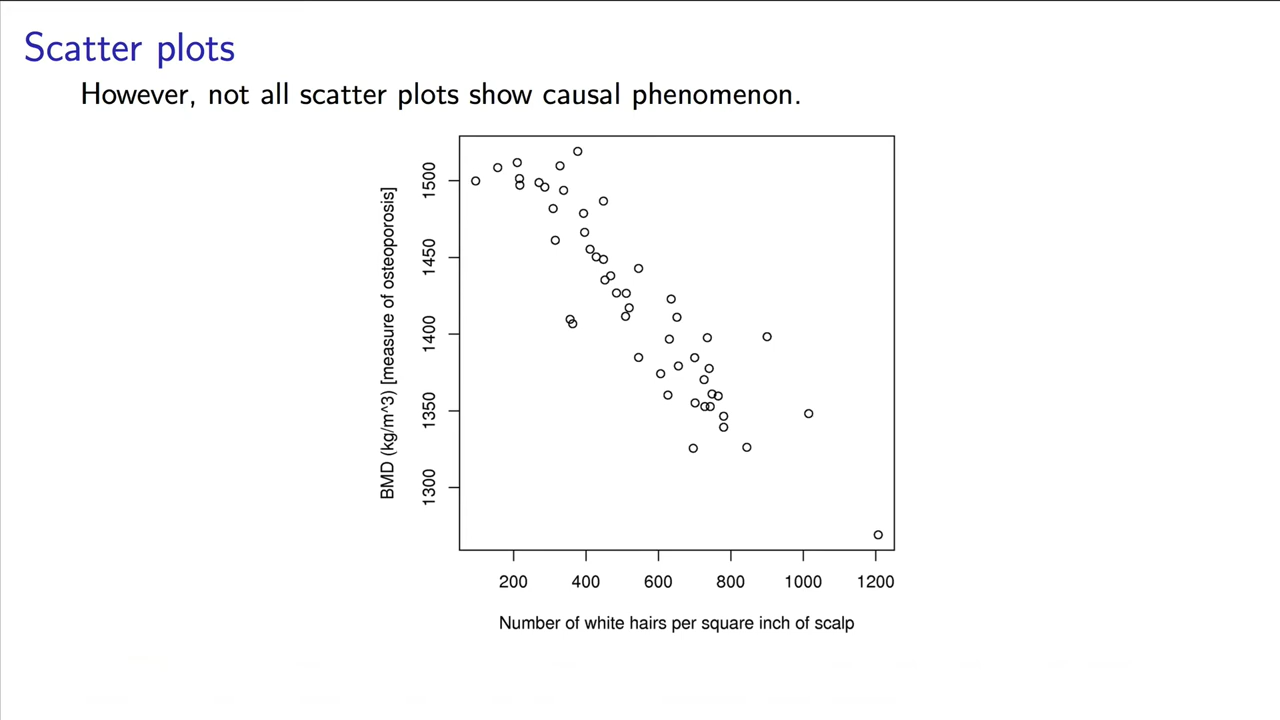 Scatter plots
However, not all scatter plots show causal phenomenon.
BMD (kg/m^3) [measure of osteoporosis]
1500
1450
1400
1350
1300
200 400 600 800 1000 1200
Number of white hairs per square inch of scalp